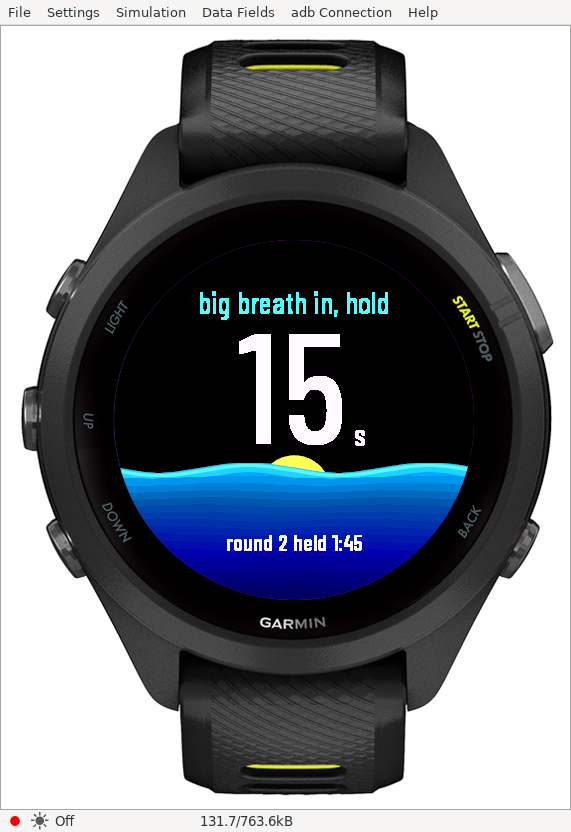 File Settings Simulation Data Fields adb Connection Help
LIGHT
START STOP
big breath in, hold
15 s
UP
DOWN
BACK
round 2 held 1:45
GARMIN
Off 131.7/763.6kB